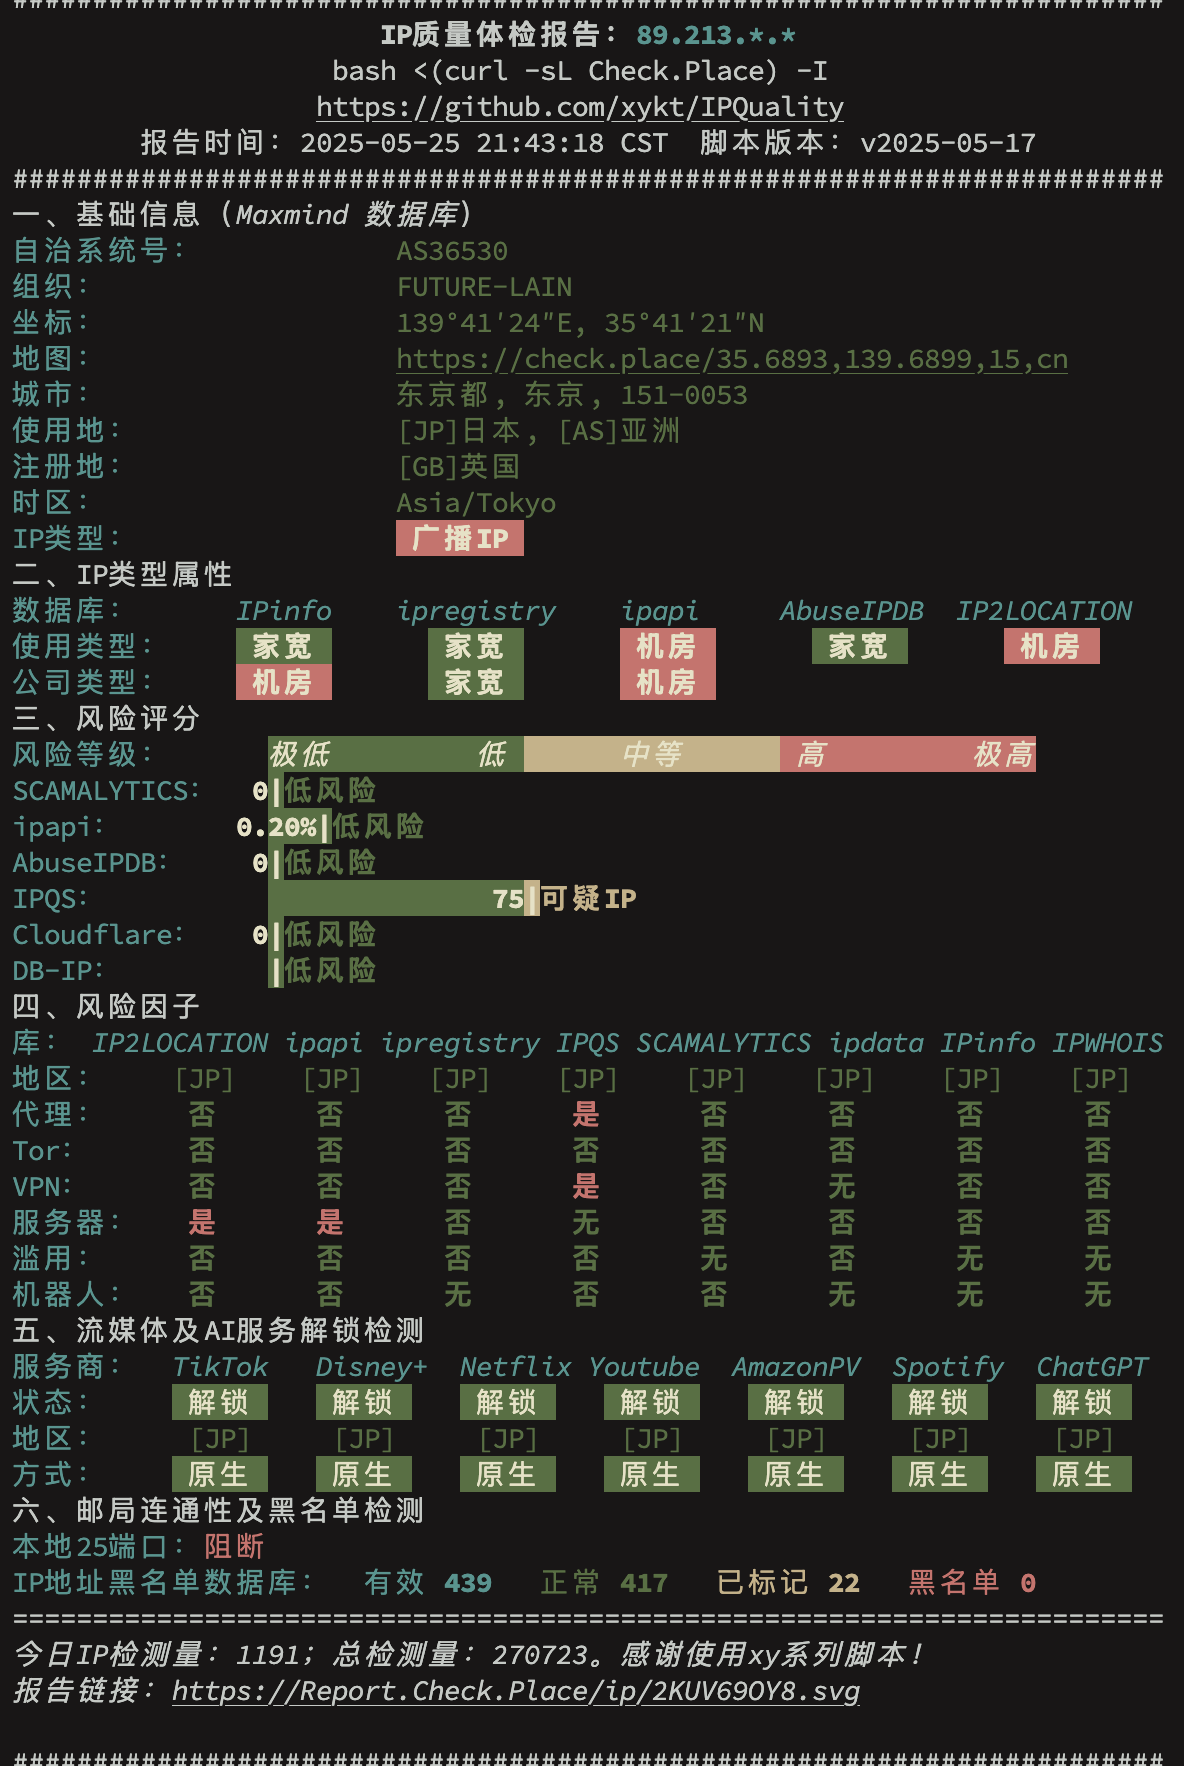 ########################################################################
IP质量体检报告：89.213.*.*
bash <(curl -sL Check.Place) -I
https://github.com/xykt/IPQuality
报告时间：2025-05-25 21:43:18 CST  脚本版本：v2025-05-17
########################################################################
一、基础信息（Maxmind 数据库）
自治系统号： AS36530
组织： FUTURE-LAIN
坐标： 139°41′24″E, 35°41′21″N
地图： https://check.place/35.6893,139.6899,15,cn
城市： 东京都, 东京, 151-0053
使用地： [JP]日本, [AS]亚洲
注册地： [GB]英国
时区： Asia/Tokyo
IP类型： 广播IP
二、IP类型属性
数据库： IPinfo ipregistry ipapi AbuseIPDB IP2LOCATION
使用类型： 家宽 家宽 机房 家宽 机房
公司类型： 机房 家宽 机房
三、风险评分
风险等级： 极低 低 中等 高 极高
SCAMALYTICS： 0|低风险
ipapi： 0.20%|低风险
AbuseIPDB： 0|低风险
IPQS： 75|可疑IP
Cloudflare： 0|低风险
DB-IP： |低风险
四、风险因子
库： IP2LOCATION ipapi ipregistry IPQS SCAMALYTICS ipdata IPinfo IPWHOIS
地区： [JP] [JP] [JP] [JP] [JP] [JP] [JP] [JP]
代理： 否 否 否 是 否 否 否 否
Tor： 否 否 否 否 否 否 否 否
VPN： 否 否 否 是 否 无 否 否
服务器： 是 是 否 无 否 否 否 否
滥用： 否 否 否 否 无 否 无 无
机器人： 否 否 无 否 否 无 无 无
五、流媒体及AI服务解锁检测
服务商： TikTok Disney+ Netflix Youtube AmazonPV Spotify ChatGPT
状态： 解锁 解锁 解锁 解锁 解锁 解锁 解锁
地区： [JP] [JP] [JP] [JP] [JP] [JP] [JP]
方式： 原生 原生 原生 原生 原生 原生 原生
六、邮局连通性及黑名单检测
本地25端口：阻断
IP地址黑名单数据库： 有效 439 正常 417 已标记 22 黑名单 0
========================================================================
今日IP检测量：1191；总检测量：270723。感谢使用xy系列脚本！
报告链接：https://Report.Check.Place/ip/2KUV69OY8.svg
########################################################################